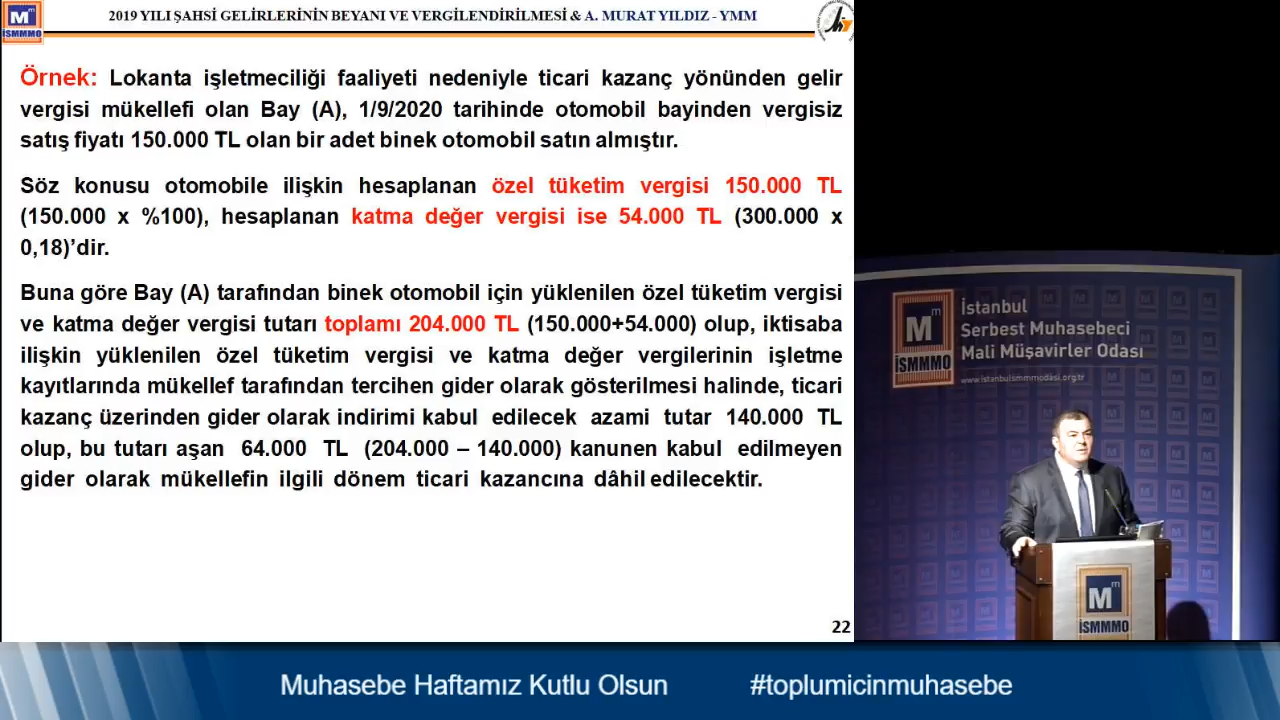 2019 YILI ŞAHSİ GELİRLERİNİN BEYANI VE VERGİLENDİRİLMESİ & A. MURAT YILDIZ - YMM
M m
İSMMMO
Örnek: Lokanta işletmeciliği faaliyeti nedeniyle ticari kazanç yönünden gelir
vergisi mükellefi olan Bay (A), 1/9/2020 tarihinde otomobil bayinden vergisiz
satış fiyatı 150.000 TL olan bir adet binek otomobil satın almıştır.
Söz konusu otomobile ilişkin hesaplanan özel tüketim vergisi 150.000 TL
(150.000 x %100), hesaplanan katma değer vergisi ise 54.000 TL (300.000 x
0,18)’dir.
Buna göre Bay (A) tarafından binek otomobil için yüklenilen özel tüketim vergisi
ve katma değer vergisi tutarı toplamı 204.000 TL (150.000+54.000) olup, iktisaba
ilişkin yüklenilen özel tüketim vergisi ve katma değer vergilerinin işletme
kayıtlarında mükellef tarafından tercihen gider olarak gösterilmesi halinde, ticari
kazanç üzerinden gider olarak indirimi kabul edilecek azami tutar 140.000 TL
olup, bu tutarı aşan 64.000 TL (204.000 – 140.000) kanunen kabul edilmeyen
gider olarak mükellefin ilgili dönem ticari kazancına dâhil edilecektir.
22
M m
İSMMMO
İstanbul
Serbest Muhasebeci
Mali Müşavirler Odası
www.istanbulsmmmodasi.org.tr
M m
İSMMMO
Muhasebe Haftamız Kutlu Olsun
#toplumicinmuhasebe